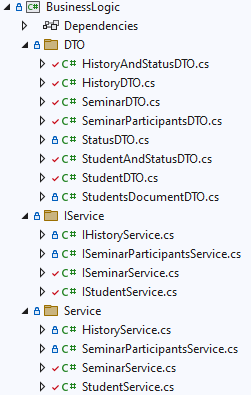 BusinessLogic
Dependencies
DTO
HistoryAndStatusDTO.cs
HistoryDTO.cs
SeminarDTO.cs
SeminarParticipantsDTO.cs
StatusDTO.cs
StudentAndStatusDTO.cs
StudentDTO.cs
StudentsDocumentDTO.cs
IService
IHistoryService.cs
ISeminarParticipantsService.cs
ISeminarService.cs
IStudentService.cs
Service
HistoryService.cs
SeminarParticipantsService.cs
SeminarService.cs
StudentService.cs